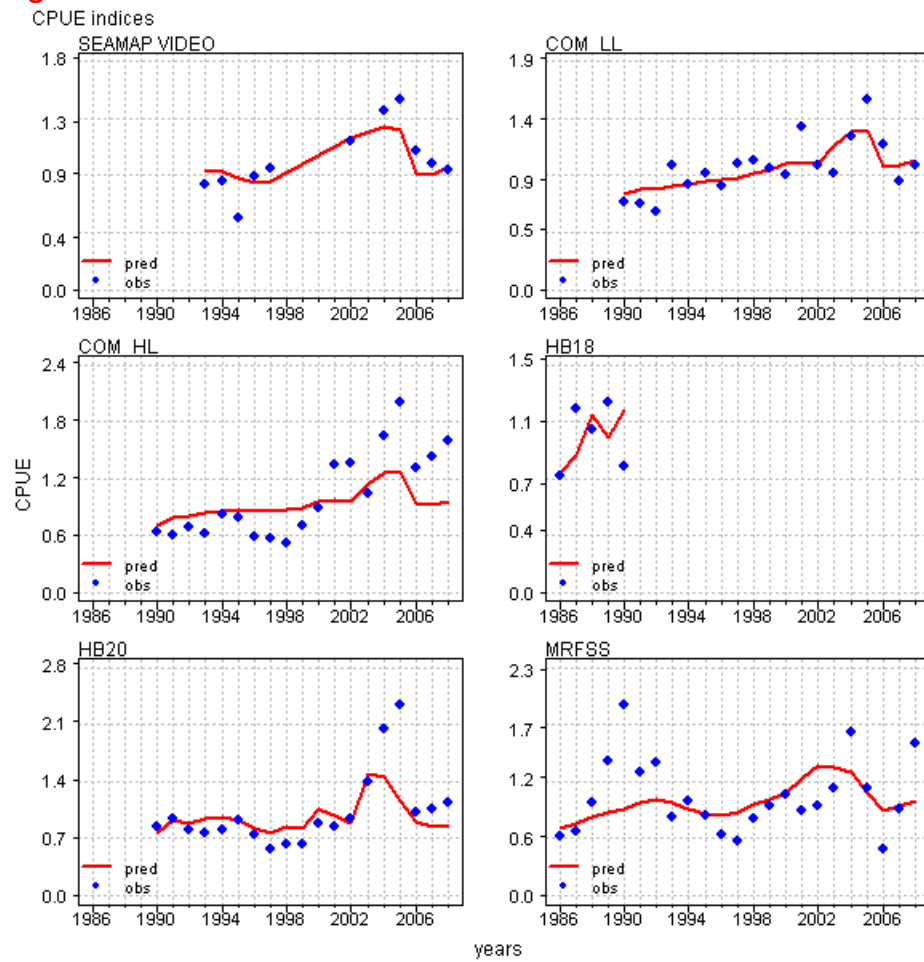 CPUE indices
SEAMAP VIDEO
1.8
1.3
0.9
0.4
0.0
pred
obs
1986 1990 1994 1998 2002 2006
COM LL
1.9
1.4
0.9
0.5
0.0
pred
obs
1986 1990 1994 1998 2002 2006
COM HL
2.4
1.8
1.2
0.6
0.0
pred
obs
1986 1990 1994 1998 2002 2006
HB18
1.5
1.1
0.7
0.4
0.0
pred
obs
1986 1990 1994 1998 2002 2006
CPUE
HB20
2.8
2.1
1.4
0.7
0.0
pred
obs
1986 1990 1994 1998 2002 2006
MRFSS
2.3
1.7
1.2
0.6
0.0
pred
obs
1986 1990 1994 1998 2002 2006
years